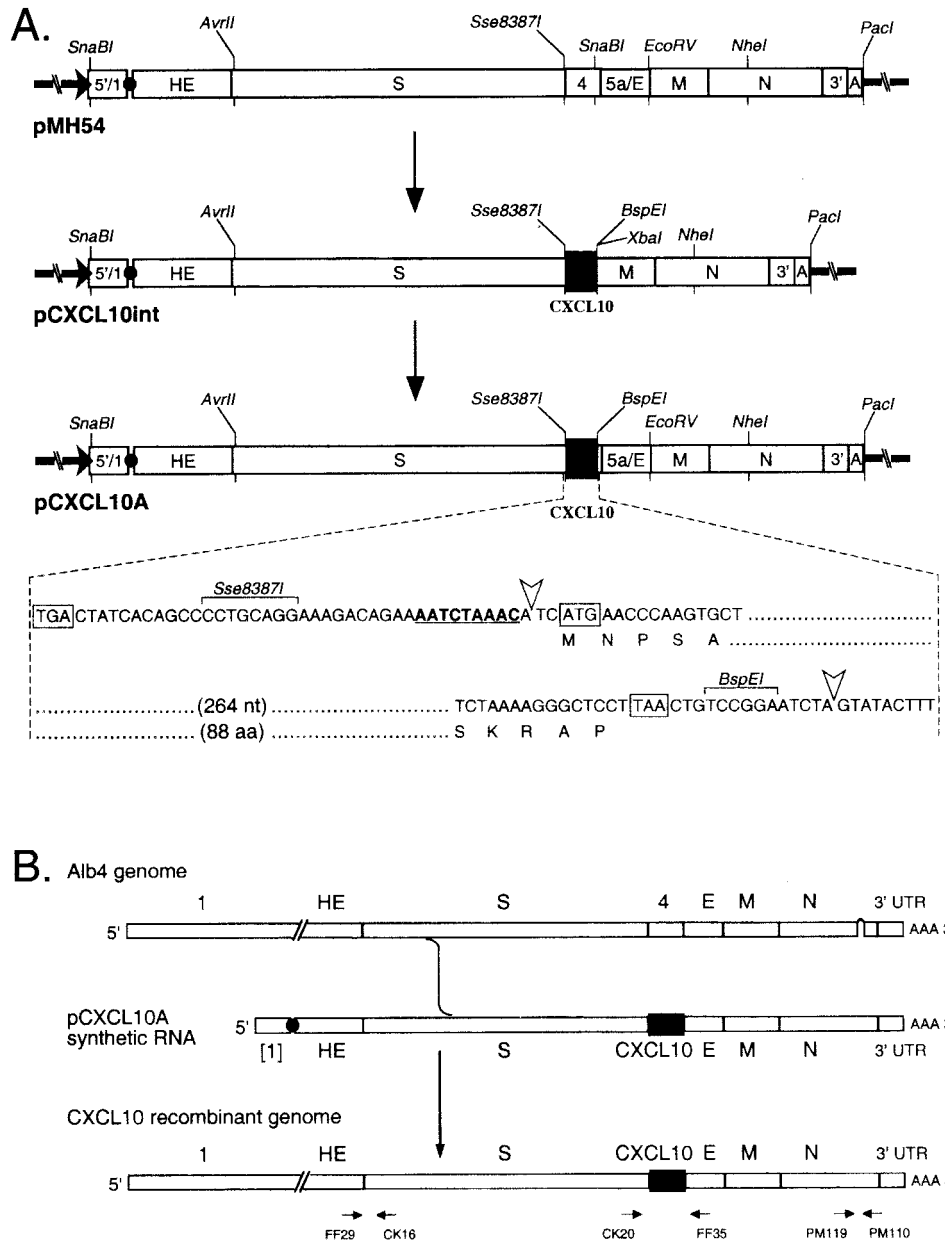 A.
SnaBI AvrII Sse8387I SnaBI EcoRV NheI PacI
5'/1 HE S 4 5a/E M N 3' A
pMH54
SnaBI AvrII Sse8387I BspEI XbaI NheI PacI
5'/1 HE S M N 3' A
CXCL10
pCXCL10int
SnaBI AvrII Sse8387I BspEI EcoRV NheI PacI
5'/1 HE S 5a/E M N 3' A
CXCL10
pCXCL10A
Sse8387I
TGACTATCACAGCCCCTGCAGGAAAGACAGAAAATCTAAACATCATGAACCCAAGTGCT ....................
M N P S A ....................
BspEI
.................... (264 nt) .................... TCTAAAAGGGCTCCTTAACTGTCCGGAATCTAGTATACTTT
.................... (88 aa) .................... S K R A P
B. Alb4 genome
1 HE S 4 E M N 3' UTR
5' AAA 3'
pCXCL10A
synthetic RNA
5' AAA 3'
[1] HE S CXCL10 E M N 3' UTR
CXCL10 recombinant genome
1 HE S CXCL10 E M N 3' UTR
5' AAA 3'
FF29 CK16 CK20 FF35 PM119 PM110